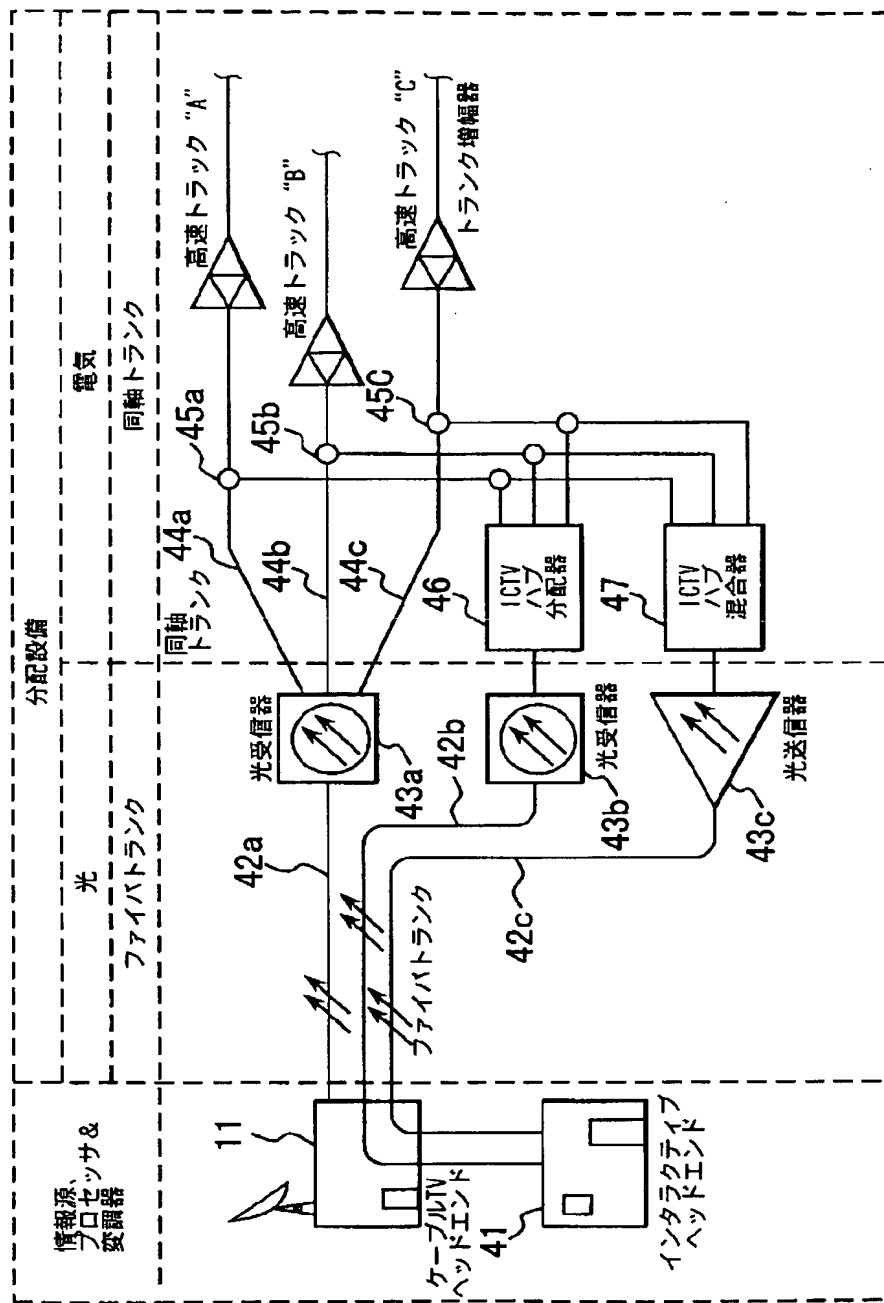 情報源、
プロセッサ&
変調器
分配設備
光
電気
ファイバトランク
同軸トランク
11
ケーブルTV
ヘッドエンド
41
インタラクティブ
ヘッドエンド
42a
ファイバトランク
42b
42c
光受信器
43a
光受信器
43b
光送信器
43c
同軸
トランク
44a
44b
44c
45a
45b
45C
46
ICTV
ハブ
分配器
47
ICTV
ハブ
混合器
高速トラック “A”
高速トラック “B”
高速トラック “C”
トランク増幅器